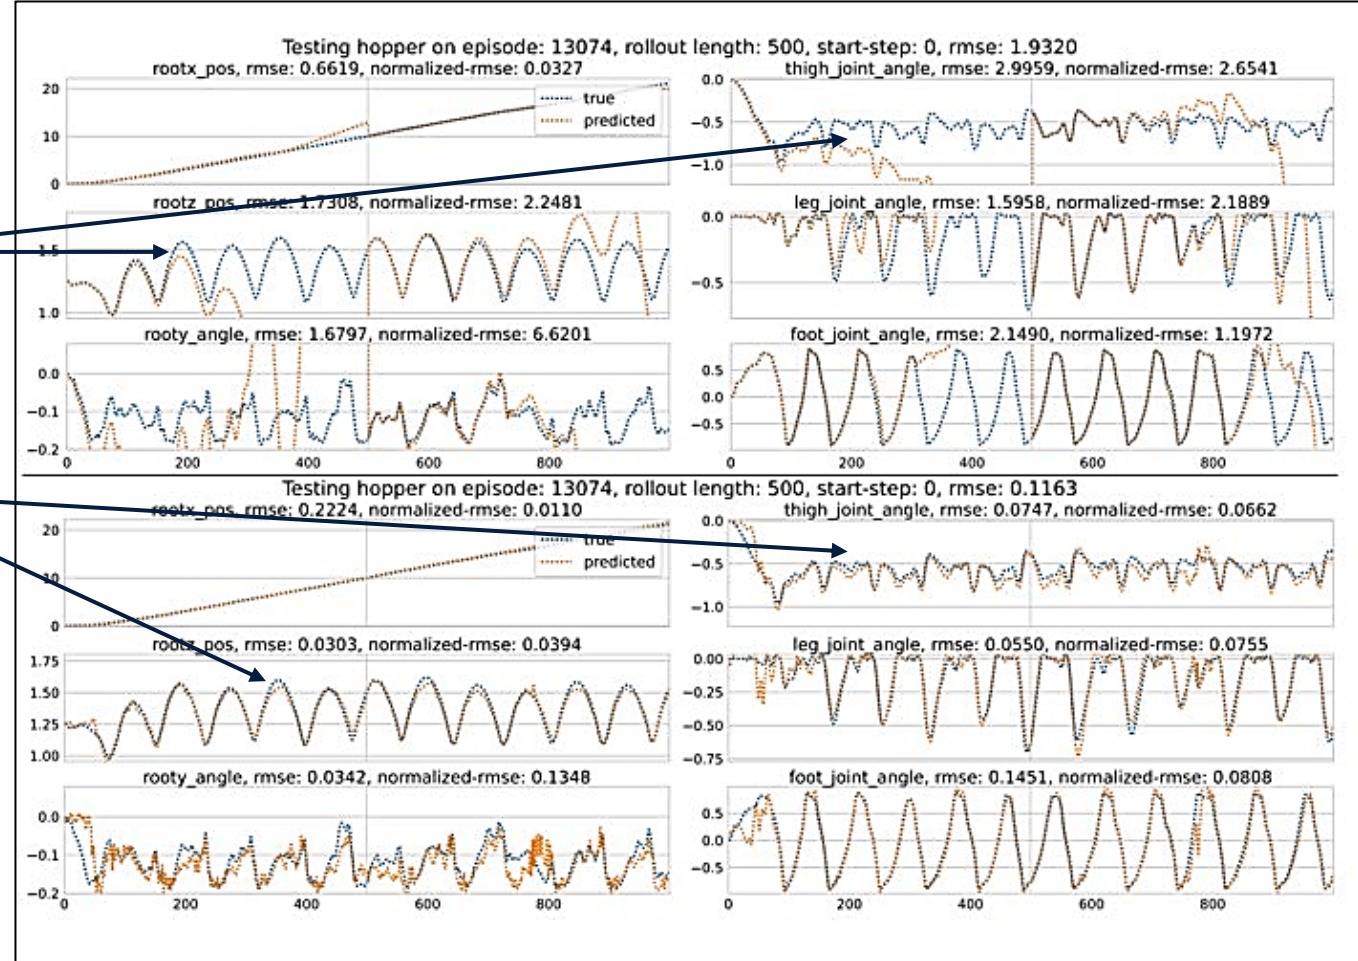 Testing hopper on episode: 13074, rollout length: 500, start-step: 0, rmse: 1.9320
rootx_pos, rmse: 0.6619, normalized-rmse: 0.0327
20
10
0
true
predicted
thigh_joint_angle, rmse: 2.9959, normalized-rmse: 2.6541
0.0
−0.5
−1.0
rootz_pos, rmse: 1.7308, normalized-rmse: 2.2481
1.5
1.0
leg_joint_angle, rmse: 1.5958, normalized-rmse: 2.1889
0.0
−0.5
rooty_angle, rmse: 1.6797, normalized-rmse: 6.6201
0.0
−0.1
−0.2
0 200 400 600 800
foot_joint_angle, rmse: 2.1490, normalized-rmse: 1.1972
0.5
0.0
−0.5
0 200 400 600 800
Testing hopper on episode: 13074, rollout length: 500, start-step: 0, rmse: 0.1163
rootx_pos, rmse: 0.2224, normalized-rmse: 0.0110
20
10
0
true
predicted
thigh_joint_angle, rmse: 0.0747, normalized-rmse: 0.0662
0.0
−0.5
−1.0
rootz_pos, rmse: 0.0303, normalized-rmse: 0.0394
1.75
1.50
1.25
1.00
leg_joint_angle, rmse: 0.0550, normalized-rmse: 0.0755
0.00
−0.25
−0.50
−0.75
rooty_angle, rmse: 0.0342, normalized-rmse: 0.1348
0.0
−0.1
−0.2
0 200 400 600 800
foot_joint_angle, rmse: 0.1451, normalized-rmse: 0.0808
0.5
0.0
−0.5
0 200 400 600 800